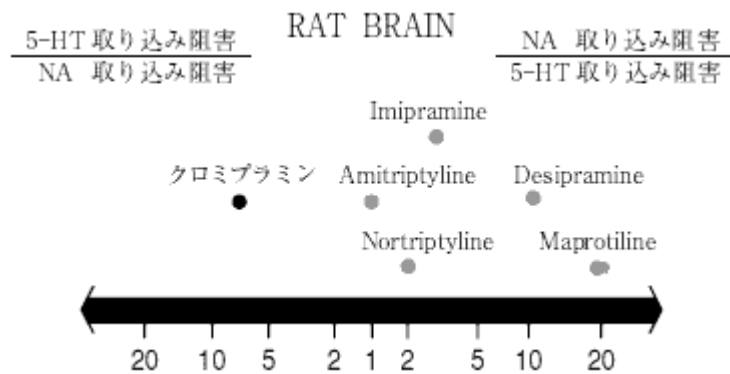 RAT BRAIN
5-HT 取り込み阻害
NA 取り込み阻害
NA 取り込み阻害
5-HT 取り込み阻害
Imipramine
クロミプラミン Amitriptyline Desipramine
Nortriptyline Maprotiline
20 10 5 2 1 2 5 10 20